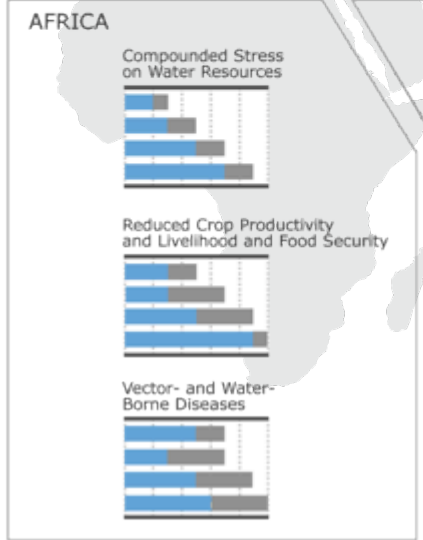 AFRICA
Compounded Stress
on Water Resources
Reduced Crop Productivity
and Livelihood and Food Security
Vector- and Water-
Borne Diseases